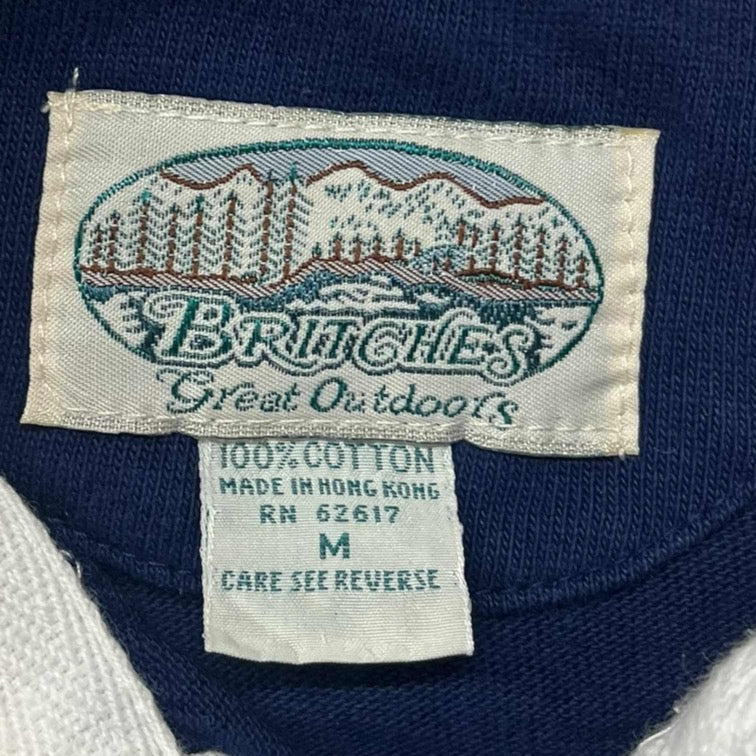 BRITCHES
Great Outdoors
100% COTTON
MADE IN HONG KONG
RN 62617
M
CARE SEE REVERSE